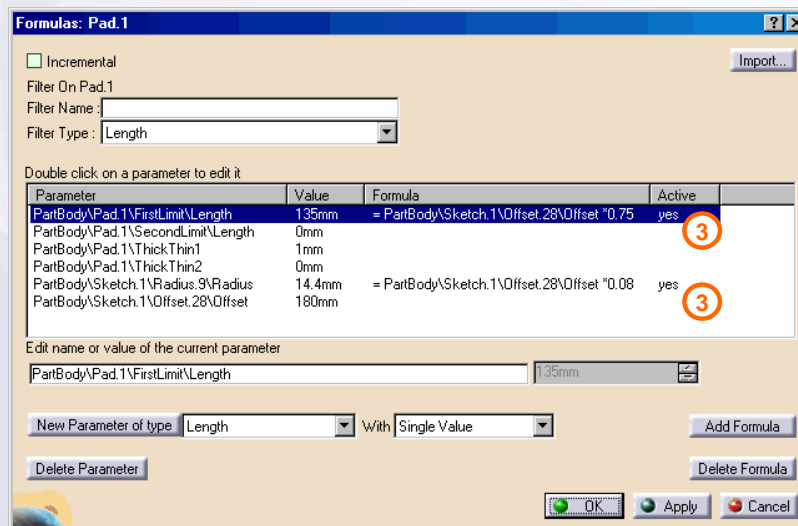 Formulas: Pad.1
Incremental
Import...
Filter On Pad.1
Filter Name :
Filter Type : Length
Double click on a parameter to edit it
Parameter Value Formula Active
PartBody\Pad.1\FirstLimit\Length 135mm = PartBody\Sketch.1\Offset.28\Offset *0.75 yes
3
PartBody\Pad.1\SecondLimit\Length 0mm
PartBody\Pad.1\ThickThin1 1mm
PartBody\Pad.1\ThickThin2 0mm
PartBody\Sketch.1\Radius.9\Radius 14.4mm = PartBody\Sketch.1\Offset.28\Offset *0.08 yes
3
PartBody\Sketch.1\Offset.28\Offset 180mm
Edit name or value of the current parameter
PartBody\Pad.1\FirstLimit\Length 135mm
New Parameter of type Length With Single Value Add Formula
Delete Parameter Delete Formula
OK Apply Cancel